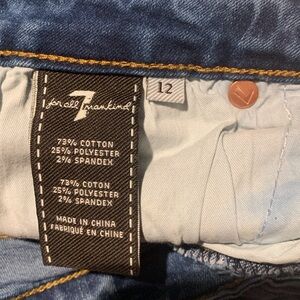 7
for all mankind
12
73% COTTON
25% POLYESTER
2% SPANDEX
73% COTON
25% POLYESTER
2% SPANDEX
MADE IN CHINA
FABRIQUÉ EN CHINE